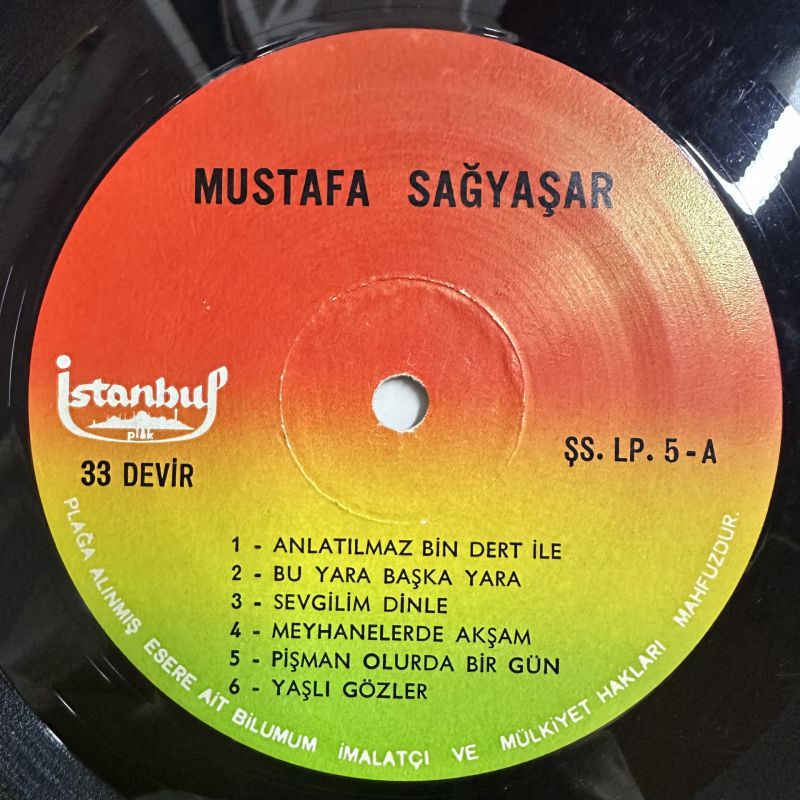 MUSTAFA SAĞYAŞAR
istanbul
plak
33 DEVİR
ŞS. LP. 5-A
1 - ANLATILMAZ BİN DERT İLE
2 - BU YARA BAŞKA YARA
3 - SEVGİLİM DİNLE
4 - MEYHANELERDE AKŞAM
5 - PİŞMAN OLURDA BİR GÜN
6 - YAŞLI GÖZLER
PLAĞA ALINMIŞ ESERE AİT BİLUMUM İMALATÇI VE MÜLKİYET HAKLARI MAHFUZDUR.